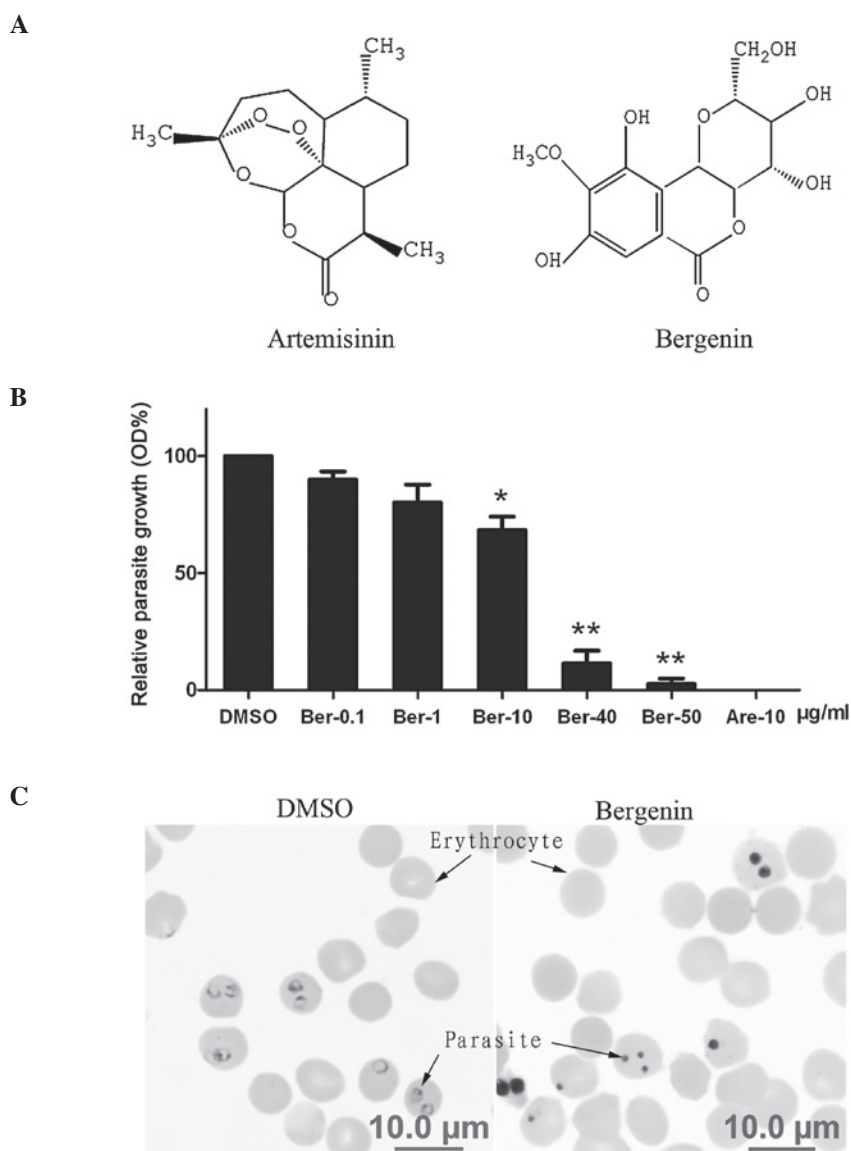 A
CH3
H3C
O
O
O
O
O
CH3
Artemisinin
CH2OH
O
OH
OH
H3CO
OH
O
OH
O
Bergenin
B
Relative parasite growth (OD%)
100
50
0
*
**
**
DMSO Ber-0.1 Ber-1 Ber-10 Ber-40 Ber-50 Are-10 µg/ml
C
DMSO Bergenin
Erythrocyte
Parasite
10.0 µm 10.0 µm